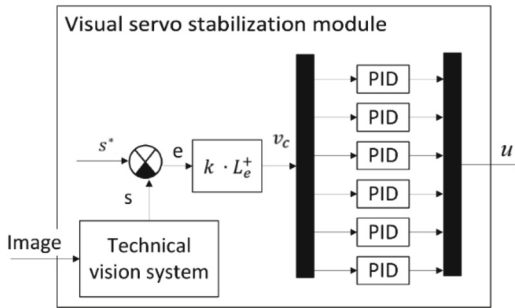 Visual servo stabilization module
PID
PID
s*
e
k · L_e^+
v_c
PID
u
s
PID
Image
Technical
vision system
PID
PID